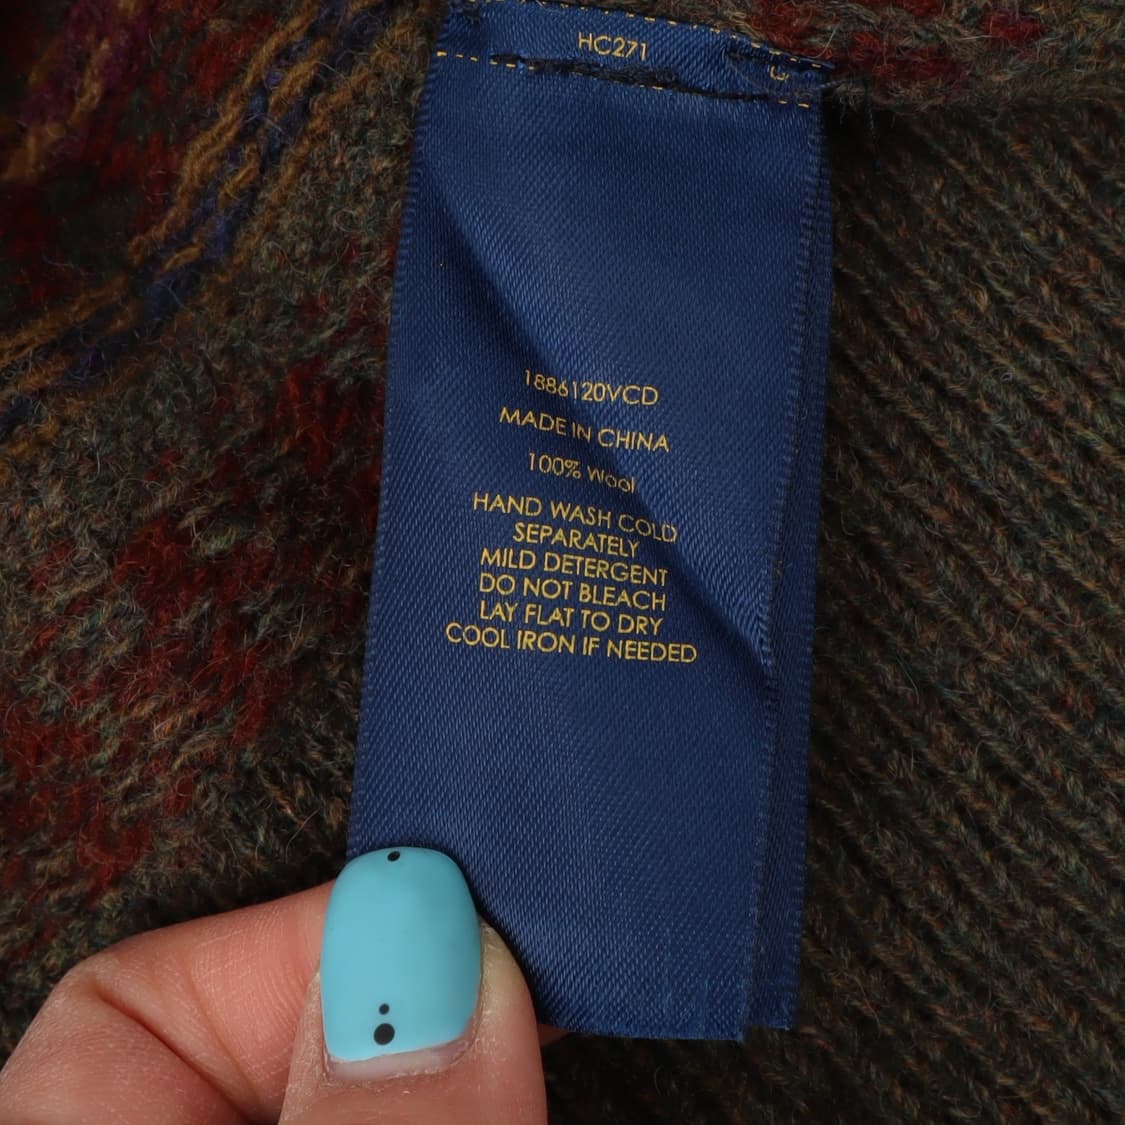 HC271
1886120VCD
MADE IN CHINA
100% Wool
HAND WASH COLD
SEPARATELY
MILD DETERGENT
DO NOT BLEACH
LAY FLAT TO DRY
COOL IRON IF NEEDED